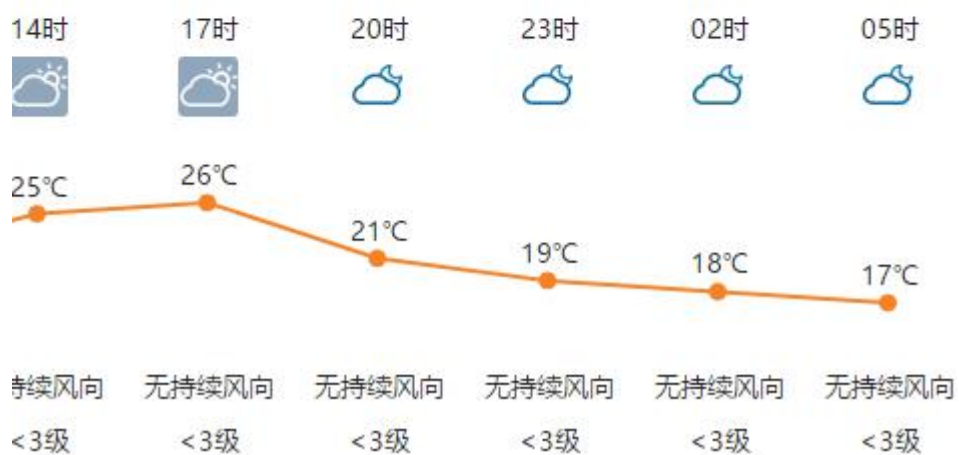 14时 17时 20时 23时 02时 05时
26℃
25℃
21℃
19℃
18℃
17℃
持续风向 无持续风向 无持续风向 无持续风向 无持续风向 无持续风向
<3级 <3级 <3级 <3级 <3级 <3级